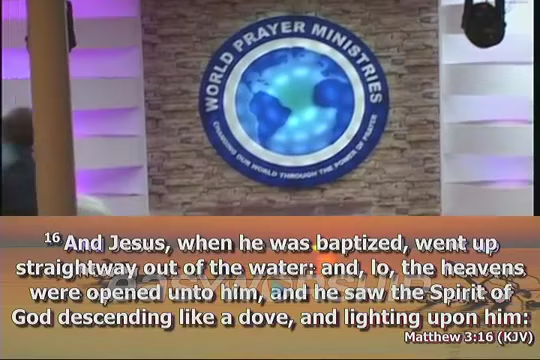 WORLD PRAYER MINISTRIES
CHANGING OUR WORLD THROUGH THE POWER OF PRAYER
16 And Jesus, when he was baptized, went up
straightway out of the water: and, lo, the heavens
were opened unto him, and he saw the Spirit of
God descending like a dove, and lighting upon him:
Matthew 3:16 (KJV)